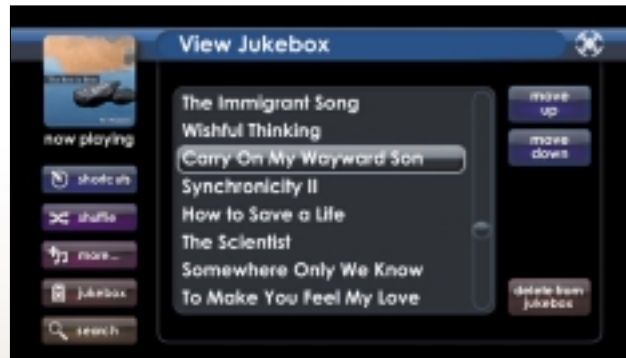 View Jukebox
now playing
shortcuts
shuffle
more...
jukebox
search
The Immigrant Song
Wishful Thinking
Carry On My Wayward Son
Synchronicity II
How to Save a Life
The Scientist
Somewhere Only We Know
To Make You Feel My Love
move
up
move
down
delete from
jukebox